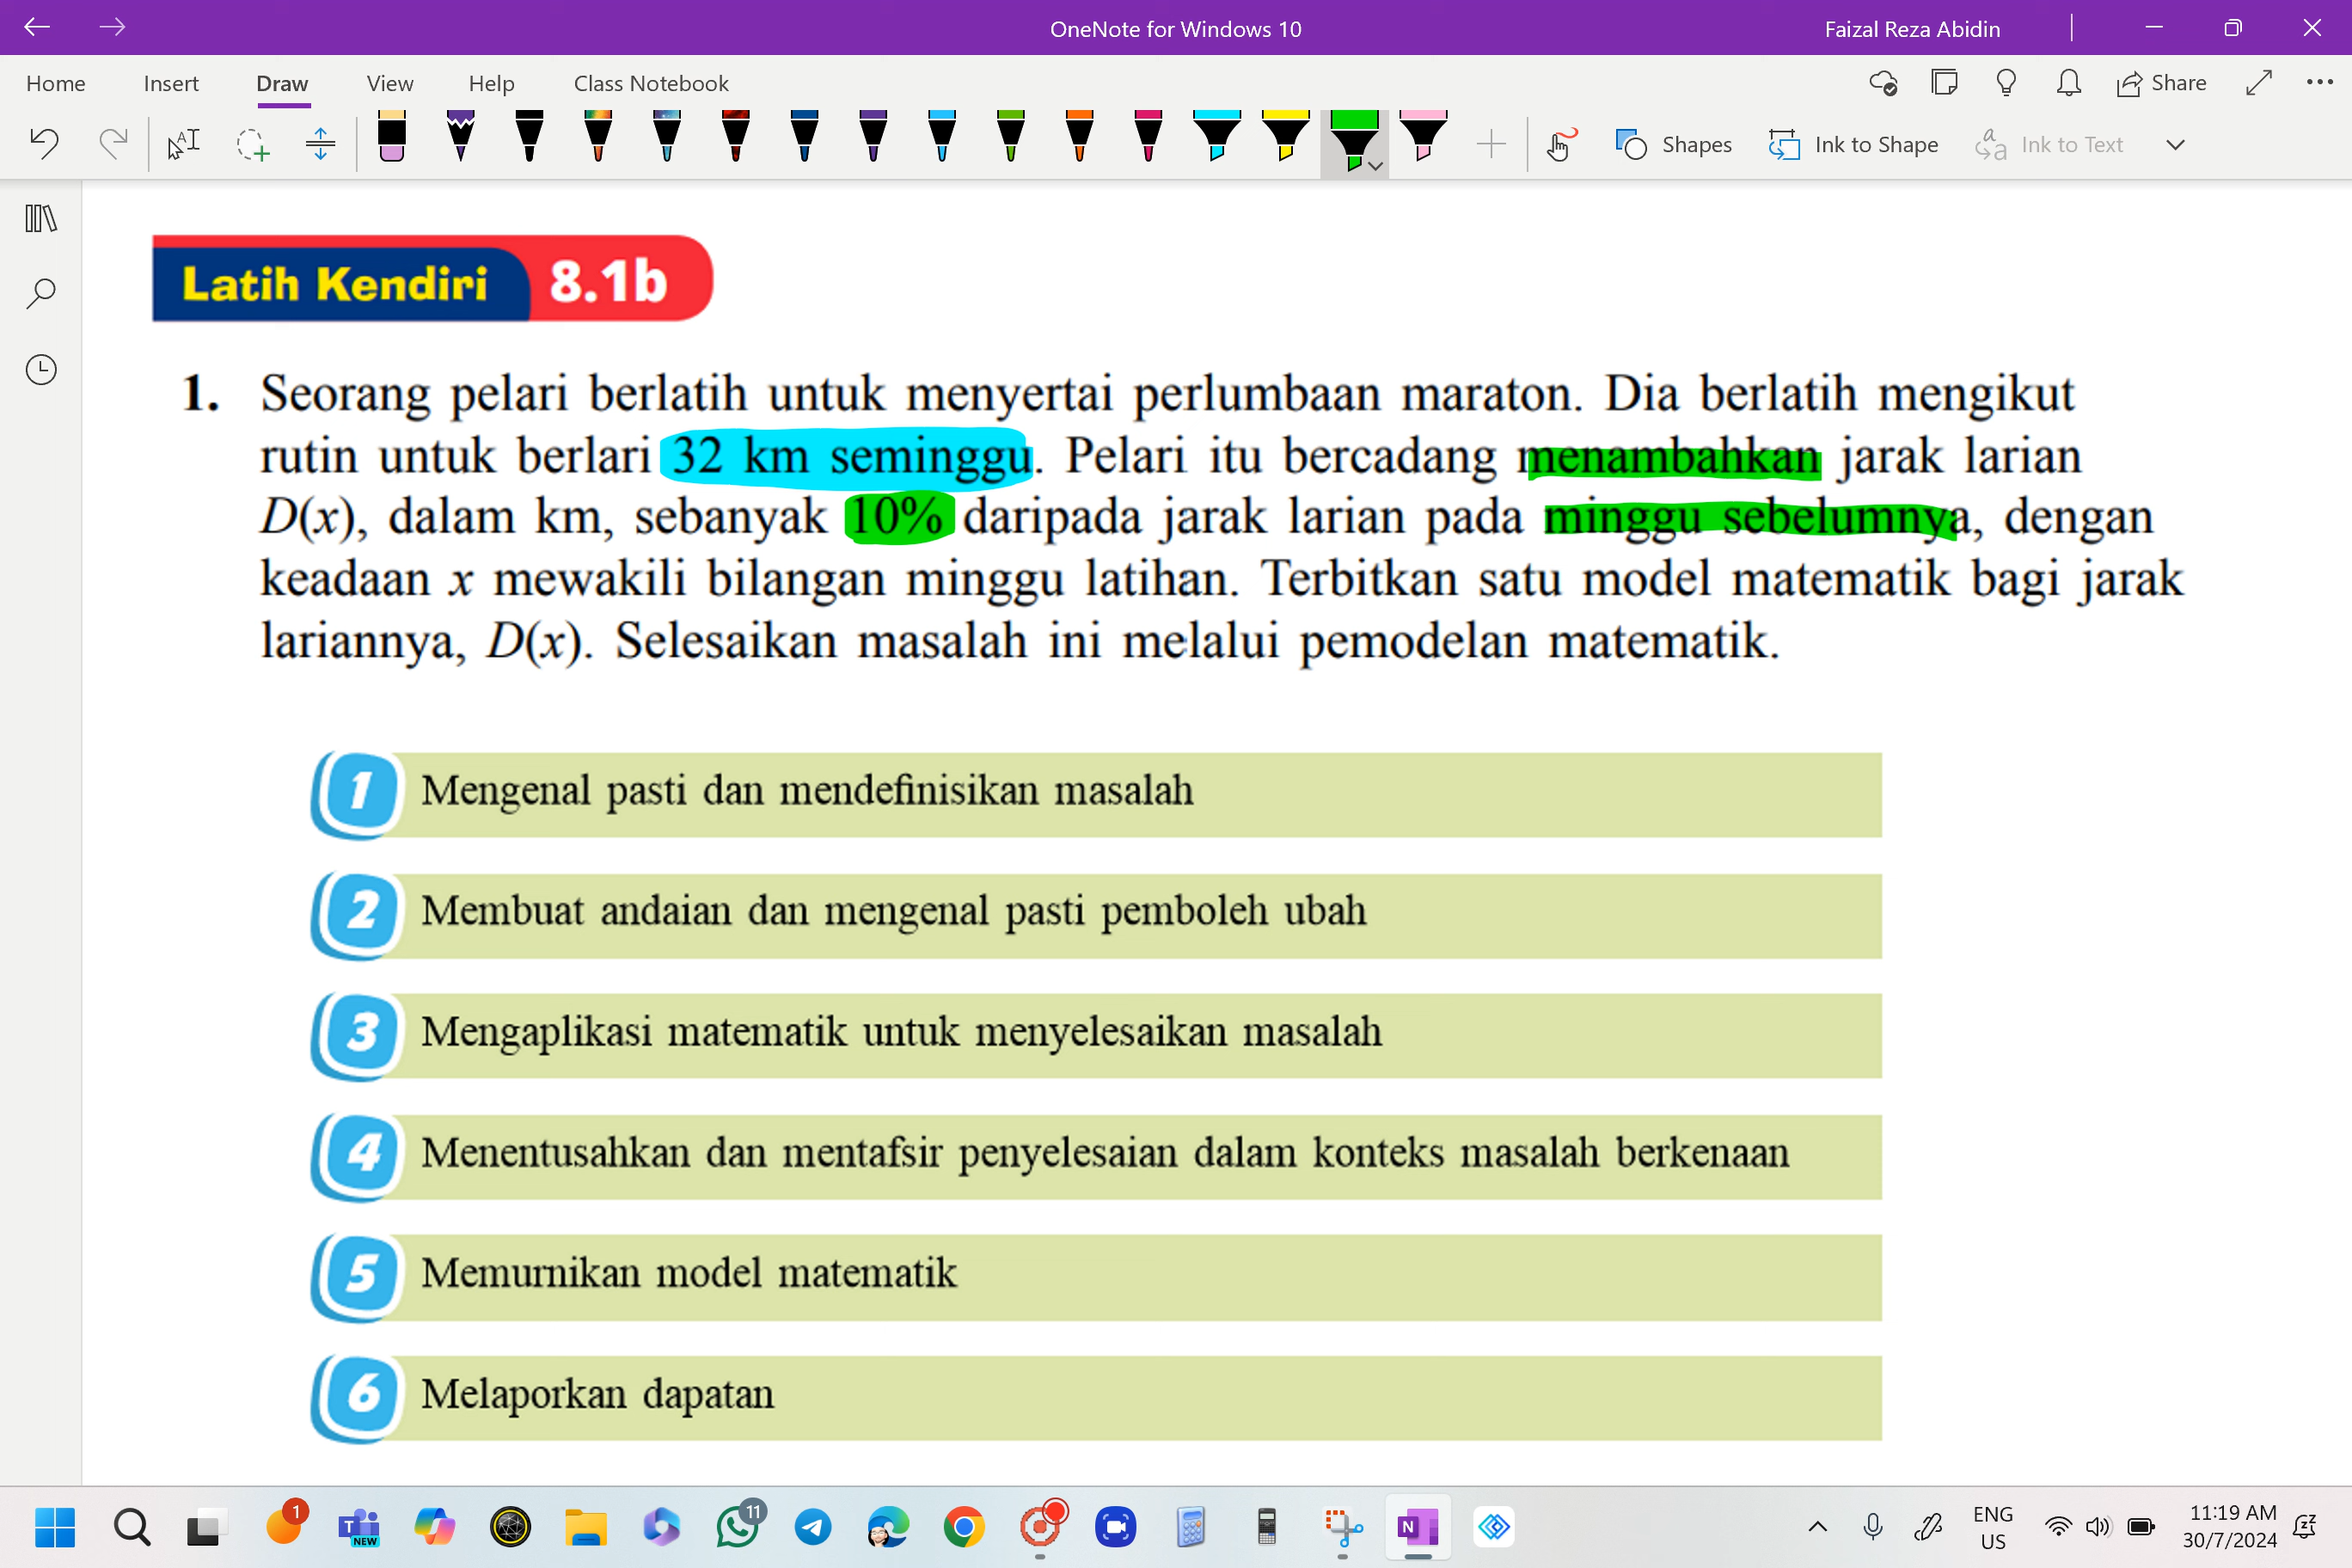 OneNote for Windows 10
Faizal Reza Abidin
Home Insert Draw View Help Class Notebook
Share
Shapes Ink to Shape Ink to Text
Latih Kendiri 8.1b
1. Seorang pelari berlatih untuk menyertai perlumbaan maraton. Dia berlatih mengikut
rutin untuk berlari 32 km seminggu. Pelari itu bercadang menambahkan jarak larian
D(x), dalam km, sebanyak 10% daripada jarak larian pada minggu sebelumnya, dengan
keadaan x mewakili bilangan minggu latihan. Terbitkan satu model matematik bagi jarak
lariannya, D(x). Selesaikan masalah ini melalui pemodelan matematik.
1 Mengenal pasti dan mendefinisikan masalah
2 Membuat andaian dan mengenal pasti pemboleh ubah
3 Mengaplikasi matematik untuk menyelesaikan masalah
4 Menentusahkan dan mentafsir penyelesaian dalam konteks masalah berkenaan
5 Memurnikan model matematik
6 Melaporkan dapatan
1
T
NEW
11
N
ENG
US
11:19 AM
30/7/2024